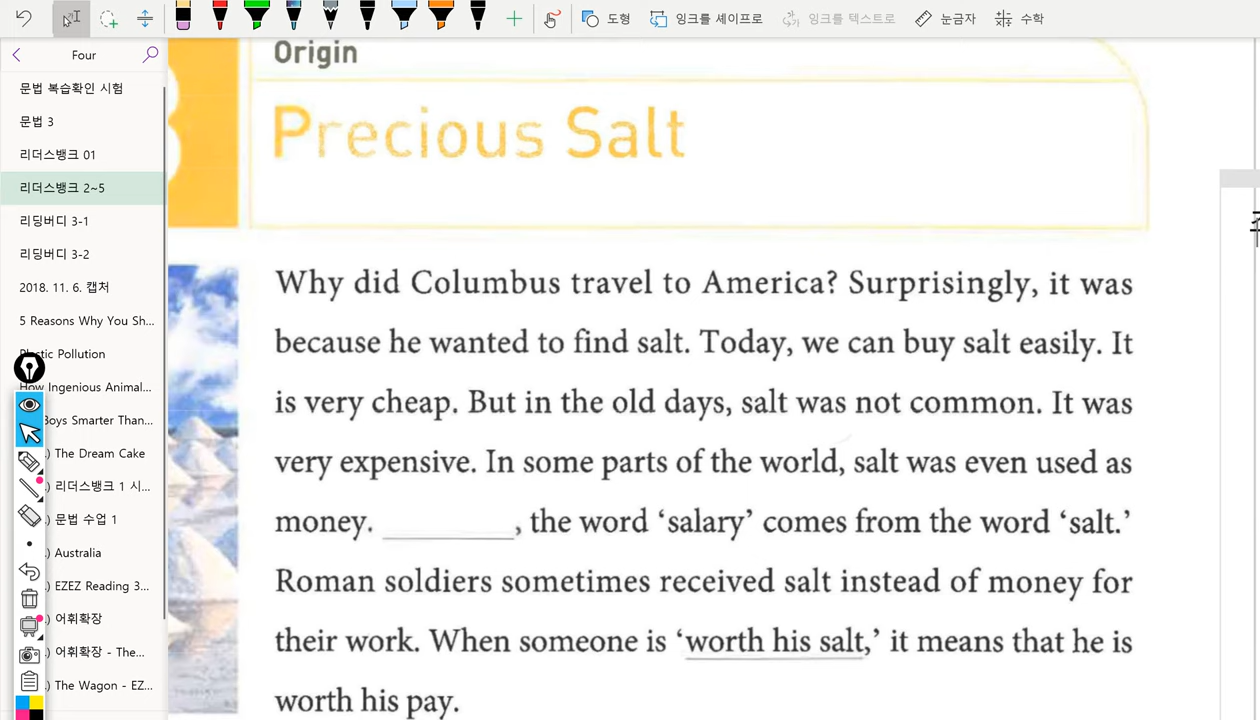 도형
잉크를 셰이프로
잉크를 텍스트로
눈금자
수학
Four
문법 복습확인 시험
문법 3
리더스뱅크 01
리더스뱅크 2~5
리딩버디 3-1
리딩버디 3-2
2018. 11. 6. 캡처
5 Reasons Why You Sh...
Pollution
How Ingenious Animal...
Boys Smarter Than...
.) The Dream Cake
.) 리더스뱅크 1 시...
.) 문법 수업 1
.) Australia
.) EZEZ Reading 3...
.) 어휘확장
.) 어휘확장 - The...
.) The Wagon - EZ...
Origin
Precious Salt
Why did Columbus travel to America? Surprisingly, it was
because he wanted to find salt. Today, we can buy salt easily. It
is very cheap. But in the old days, salt was not common. It was
very expensive. In some parts of the world, salt was even used as
money. __________, the word ‘salary’ comes from the word ‘salt.’
Roman soldiers sometimes received salt instead of money for
their work. When someone is ‘worth his salt,’ it means that he is
worth his pay.